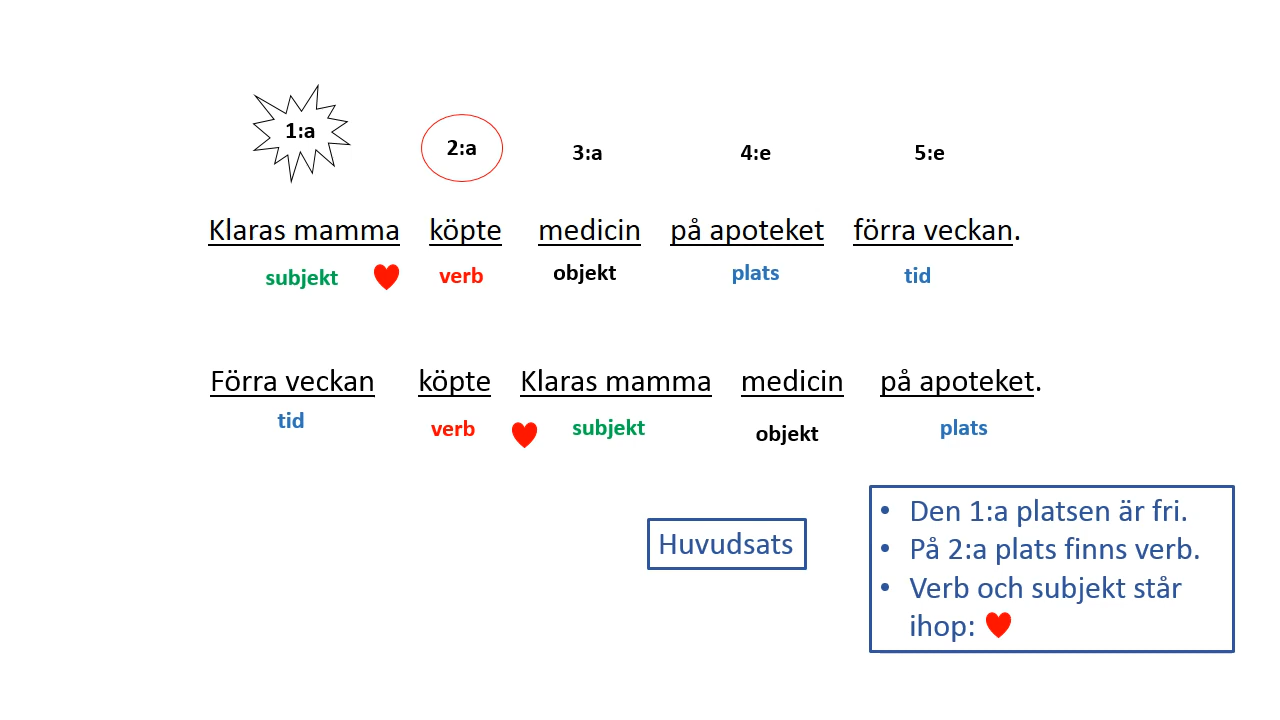 1:a 2:a 3:a 4:e 5:e
Klaras mamma köpte medicin på apoteket förra veckan.
subjekt verb objekt plats tid
Förra veckan köpte Klaras mamma medicin på apoteket.
tid verb subjekt objekt plats
Huvudsats
• Den 1:a platsen är fri.
• På 2:a plats finns verb.
• Verb och subjekt står
ihop: